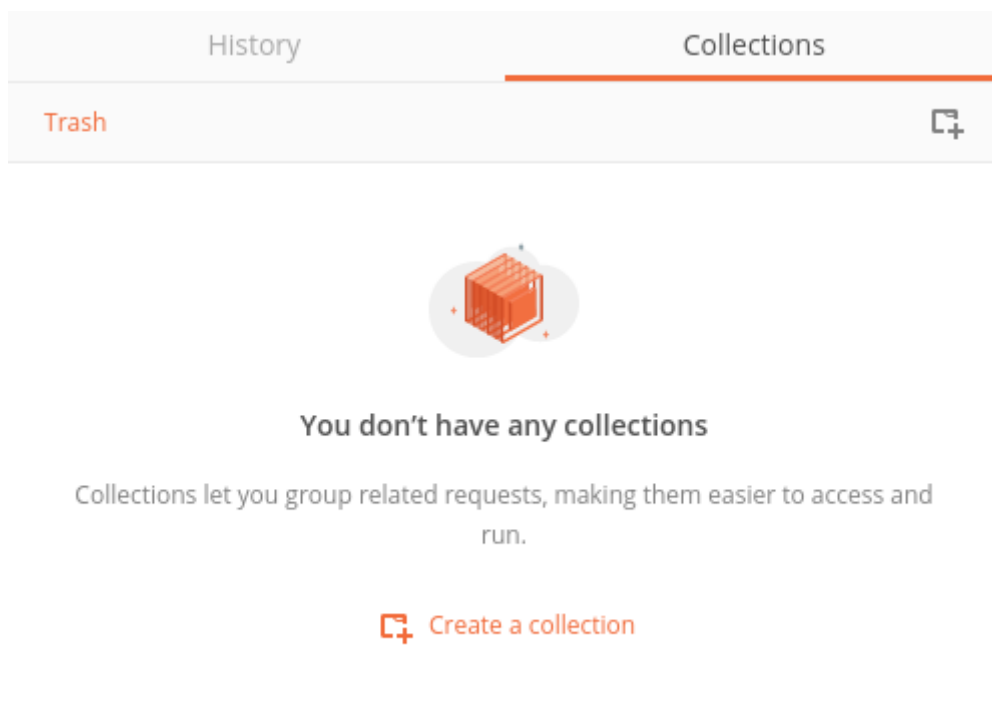 History
Collections
Trash
You don’t have any collections
Collections let you group related requests, making them easier to access and
run.
Create a collection